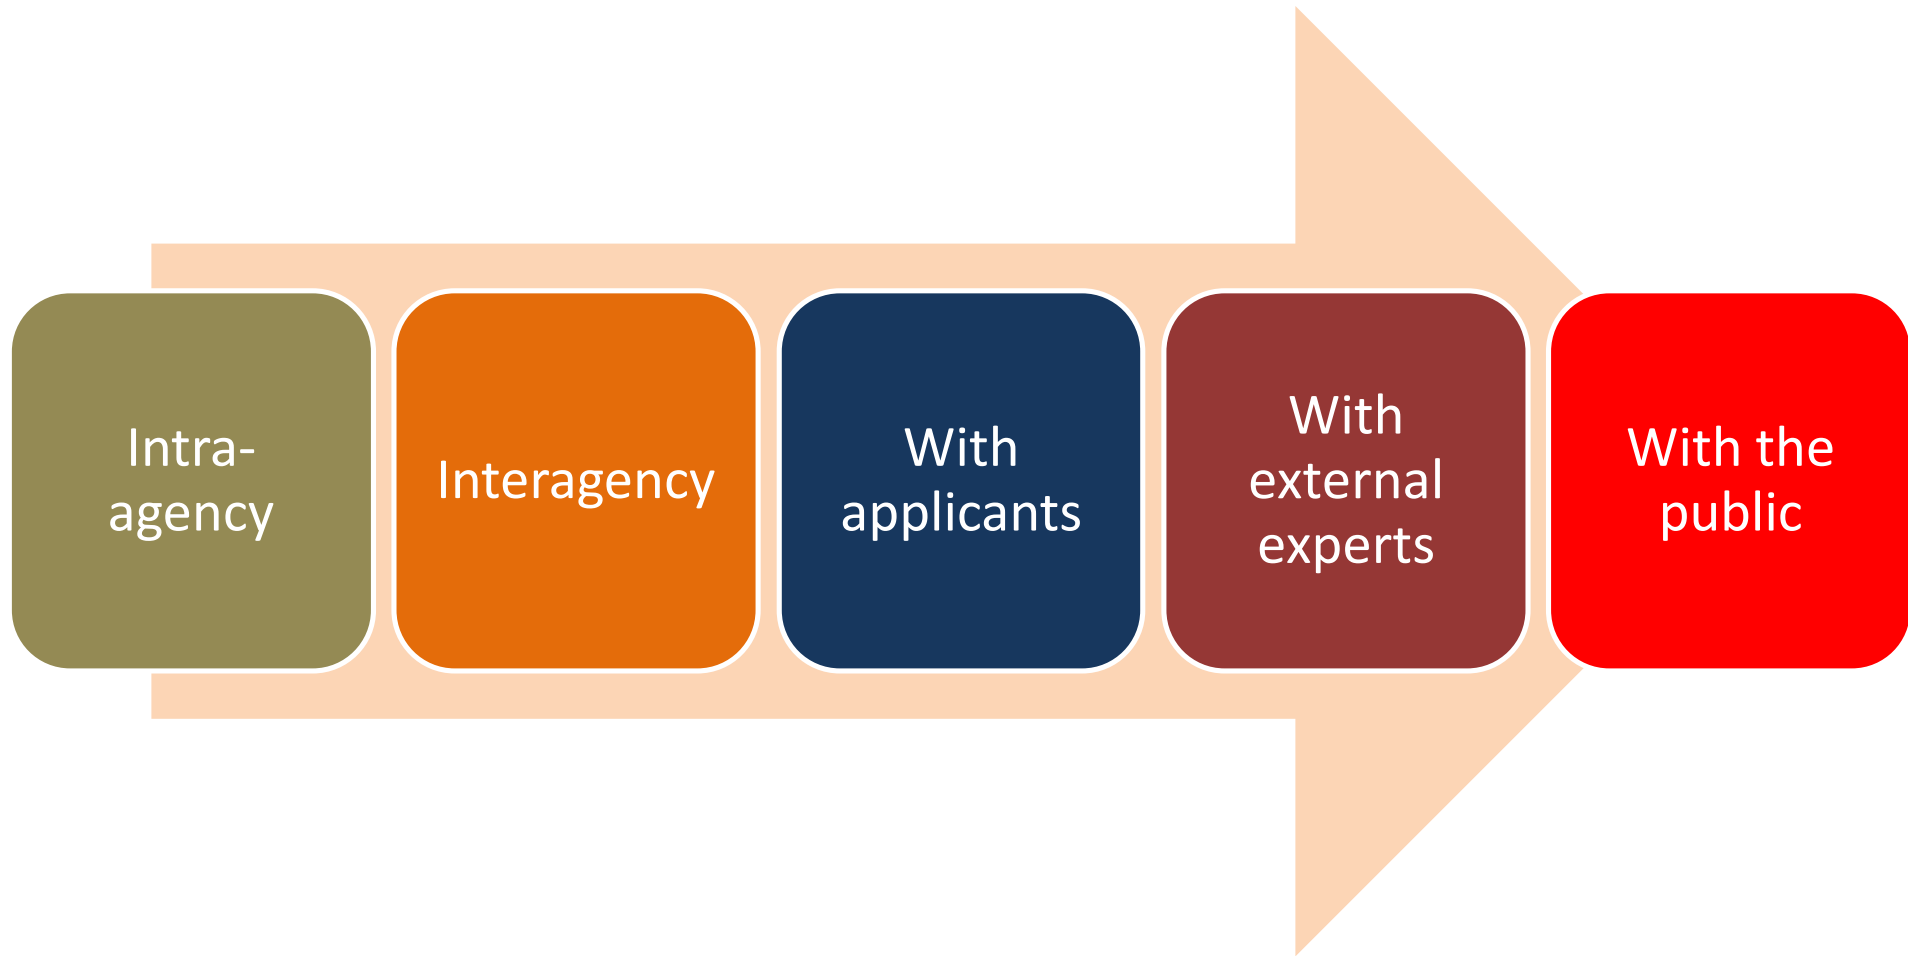 Intra-
agency
Interagency
With
applicants
With
external
experts
With the
public